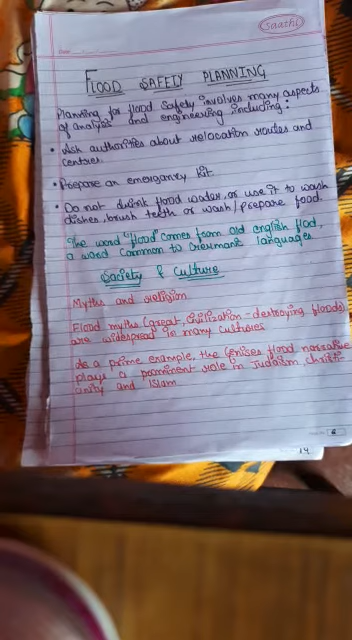 Saathi
Date
FLOOD SAFETY PLANNING
Planning for flood Safety involves many aspects
of analysis and engineering including:
• Ask authorities about relocation routes and
centres.
• Prepare an emergency kit.
• Do not drink flood water, or use it to wash
dishes, brush teeth or wash/prepare food.
The word "flood" comes from old english flod,
a word common to Germanic languages.
Society & Culture
Myths and religion
Flood myths (great, civilization-destroying floods)
are widespread in many cultures
As a prime example, the Genises flood narrative
plays a prominent role in Judaism, christi-
anity and Islam
14